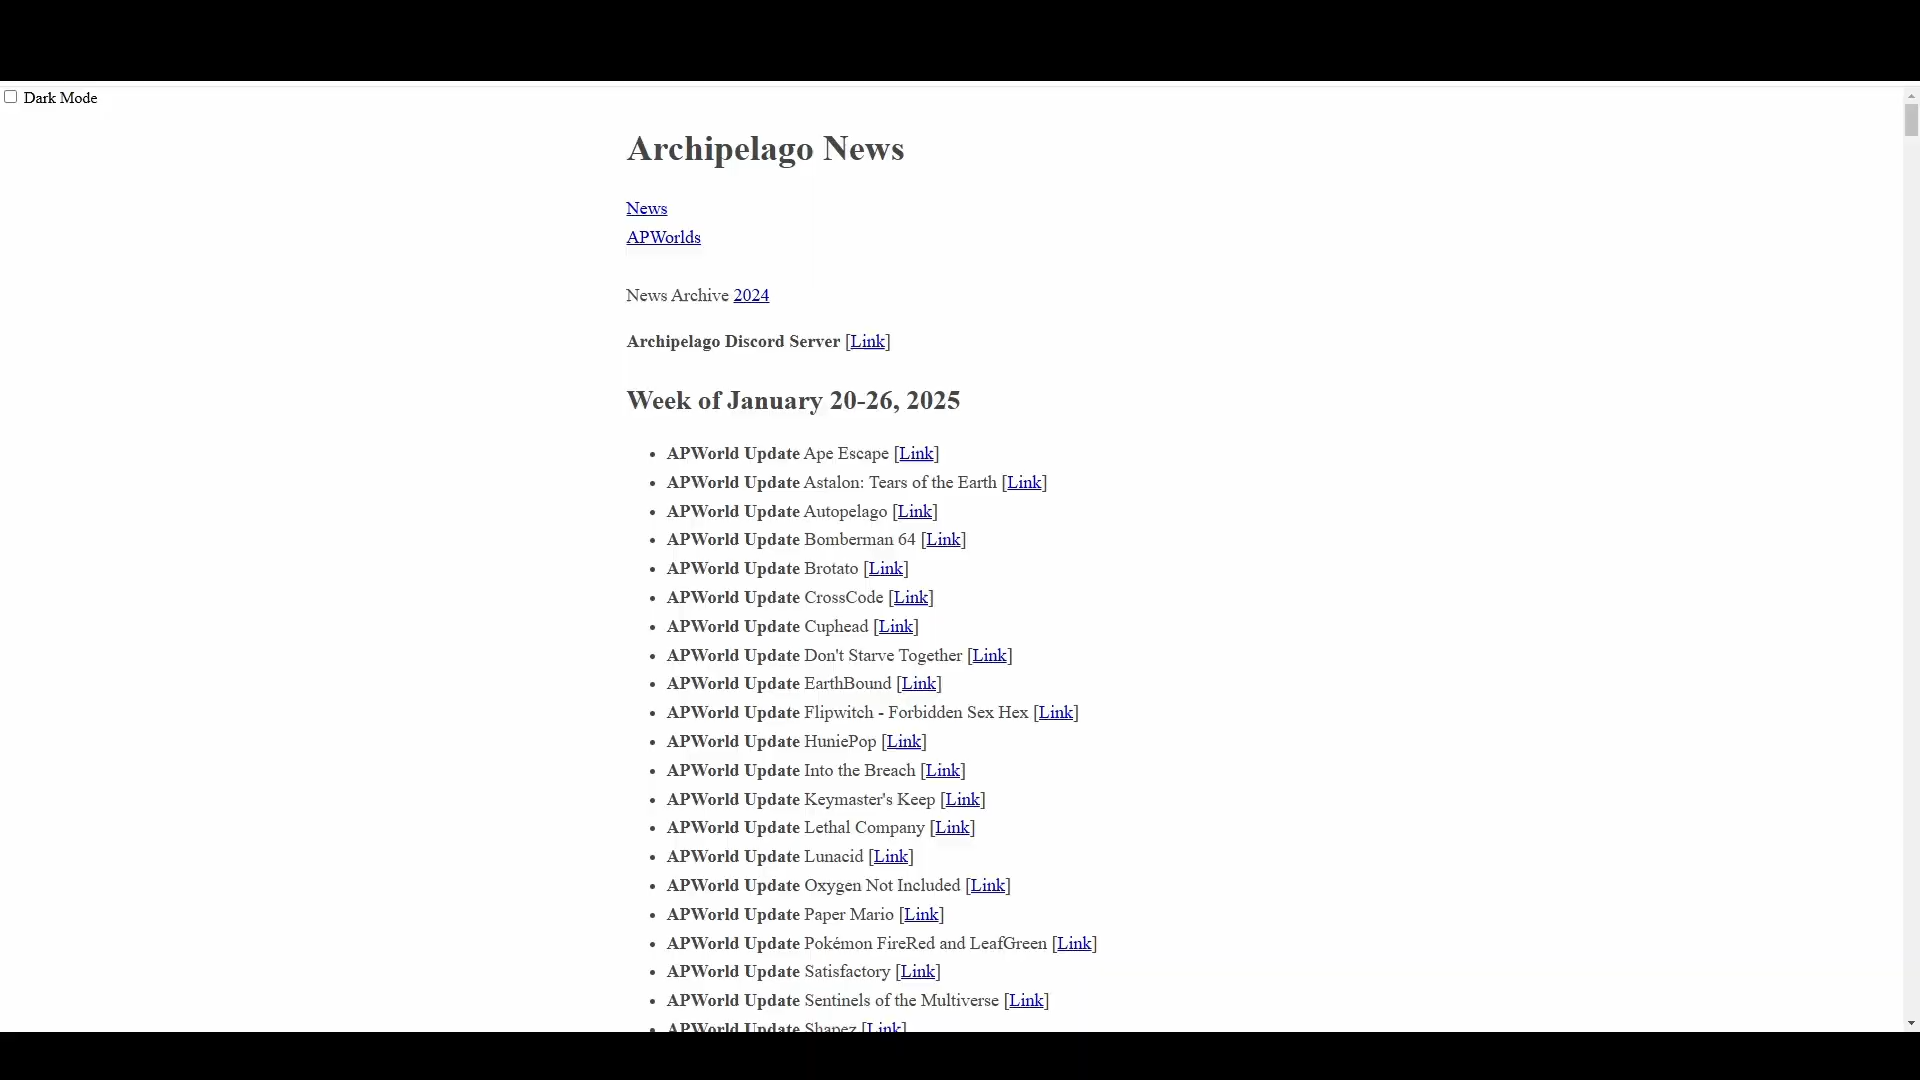 Dark Mode
Archipelago News
News
APWorlds
News Archive 2024
Archipelago Discord Server [Link]
Week of January 20-26, 2025
APWorld Update Ape Escape [Link]
APWorld Update Astalon: Tears of the Earth [Link]
APWorld Update Autopelago [Link]
APWorld Update Bomberman 64 [Link]
APWorld Update Brotato [Link]
APWorld Update CrossCode [Link]
APWorld Update Cuphead [Link]
APWorld Update Don't Starve Together [Link]
APWorld Update EarthBound [Link]
APWorld Update Flipwitch - Forbidden Sex Hex [Link]
APWorld Update HuniePop [Link]
APWorld Update Into the Breach [Link]
APWorld Update Keymaster's Keep [Link]
APWorld Update Lethal Company [Link]
APWorld Update Lunacid [Link]
APWorld Update Oxygen Not Included [Link]
APWorld Update Paper Mario [Link]
APWorld Update Pokémon FireRed and LeafGreen [Link]
APWorld Update Satisfactory [Link]
APWorld Update Sentinels of the Multiverse [Link]
APWorld Update Shapez [Link]